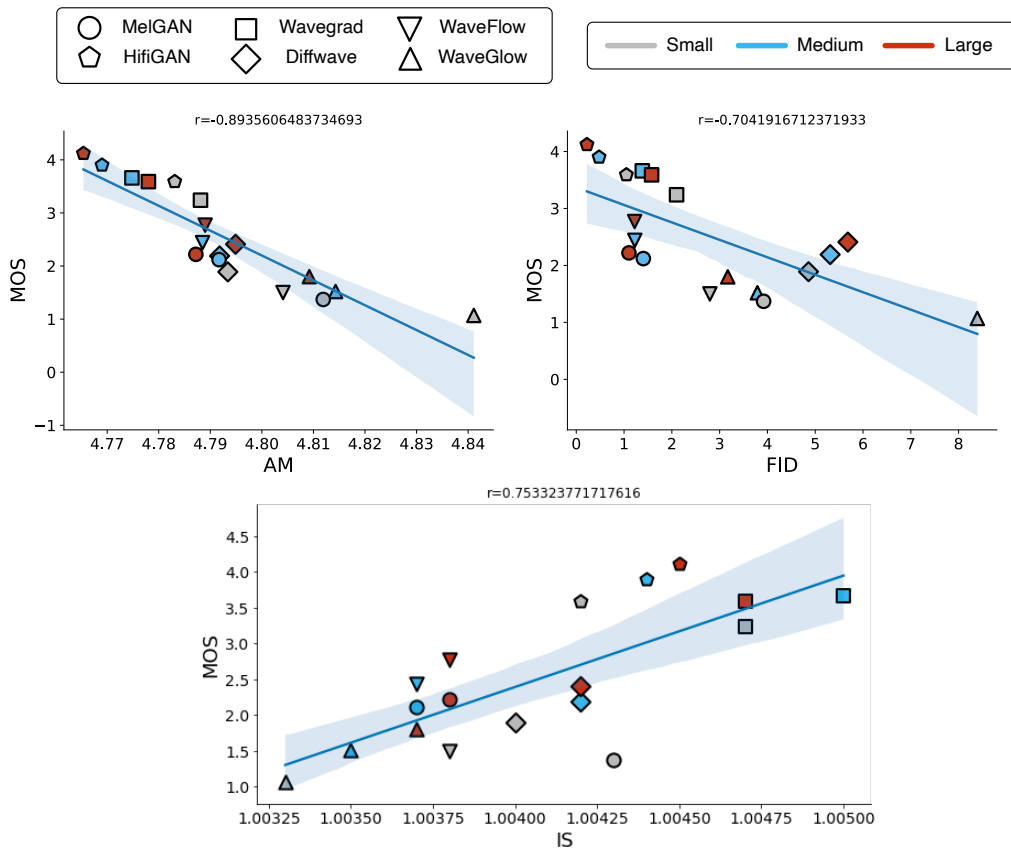 MelGAN Wavegrad WaveFlow
HifiGAN Diffwave WaveGlow
Small Medium Large
r=-0.8935606483734693
4
3
2
1
0
−1
MOS
4.77 4.78 4.79 4.80 4.81 4.82 4.83 4.84
AM
r=-0.7041916712371933
4
3
2
1
0
MOS
0 1 2 3 4 5 6 7 8
FID
r=0.753323771717616
4.5
4.0
3.5
3.0
2.5
2.0
1.5
1.0
MOS
1.00325 1.00350 1.00375 1.00400 1.00425 1.00450 1.00475 1.00500
IS